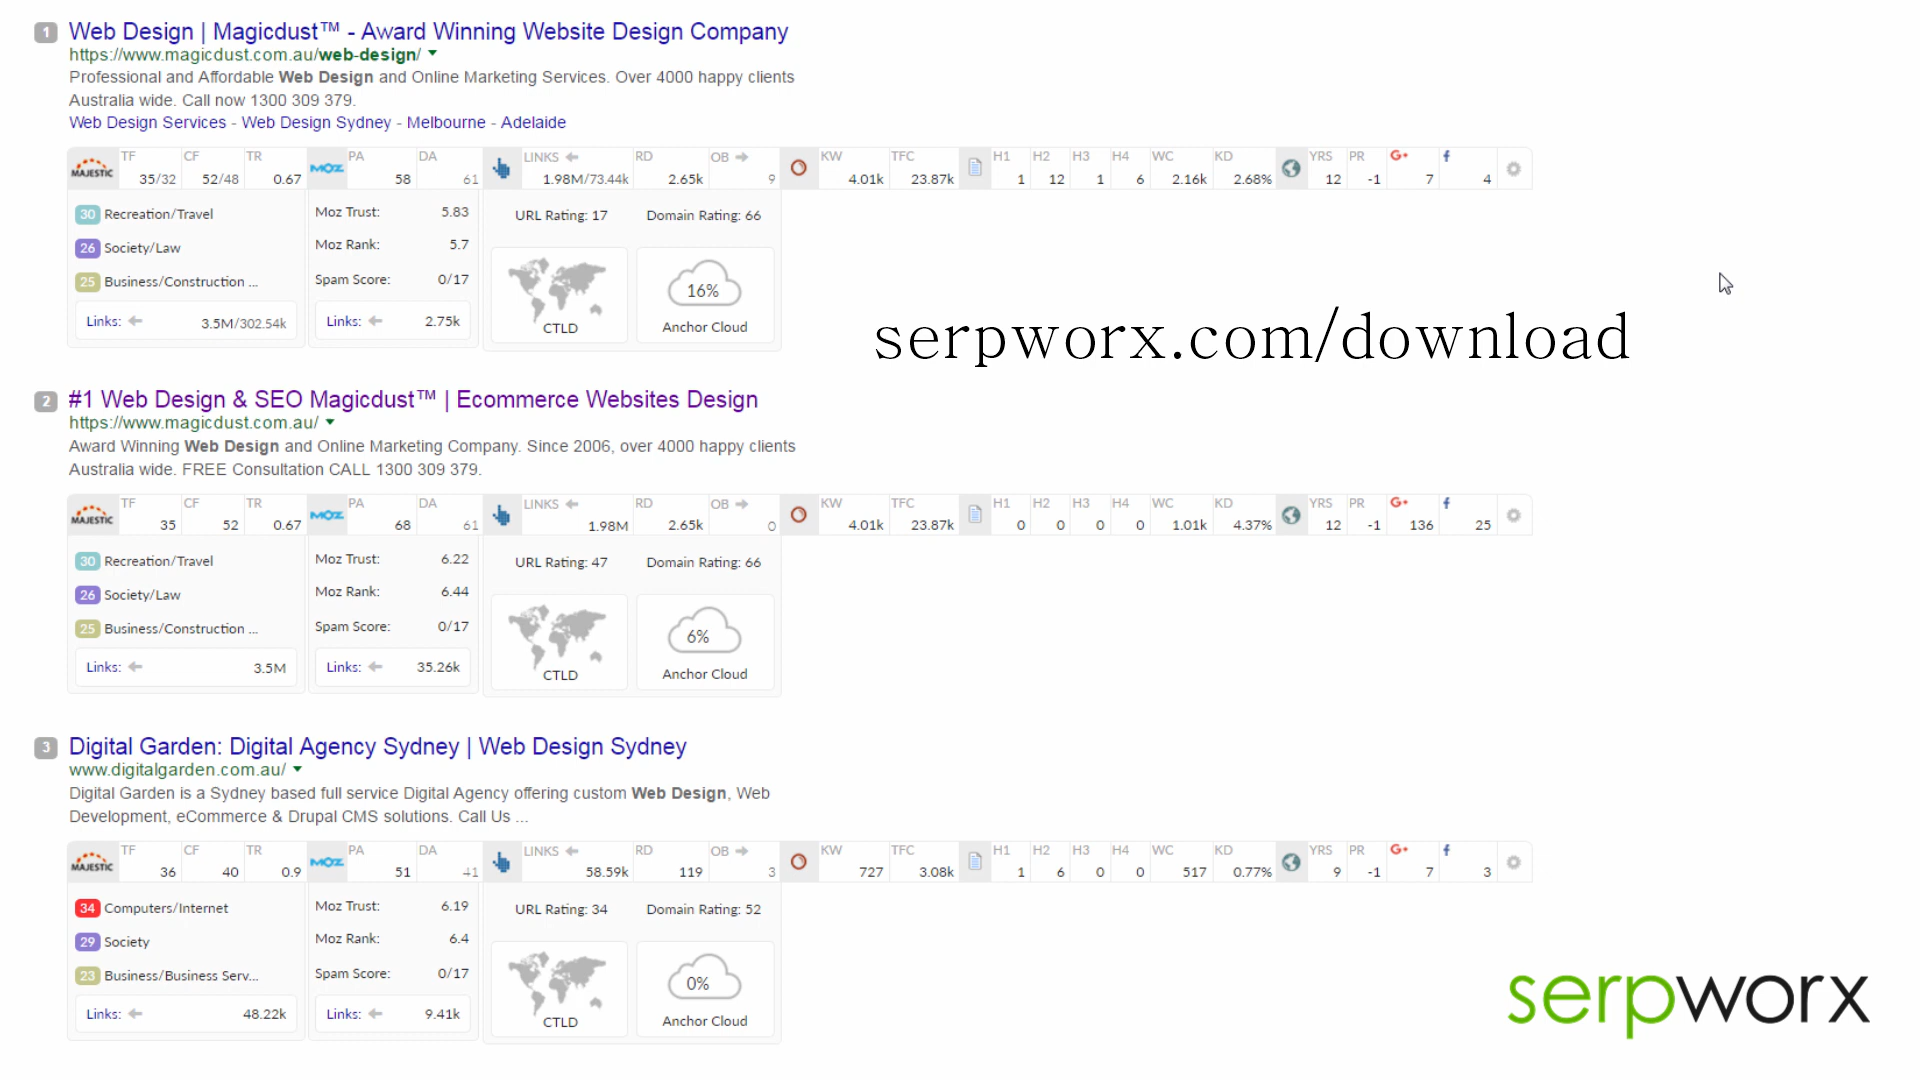 1 Web Design | Magicdust™ - Award Winning Website Design Company
https://www.magicdust.com.au/web-design/
Professional and Affordable Web Design and Online Marketing Services. Over 4000 happy clients
Australia wide. Call now 1300 309 379.
Web Design Services - Web Design Sydney - Melbourne - Adelaide
MAJESTIC TF CF TR MOZ PA DA LINKS RD OB KW TFC H1 H2 H3 H4 WC KD YRS PR G+ f
35/32 52/48 0.67 58 61 1.98M/73.44k 2.65k 9 4.01k 23.87k 1 12 1 6 2.16k 2.68% 12 -1 7 4
30 Recreation/Travel Moz Trust: 5.83 URL Rating: 17 Domain Rating: 66
26 Society/Law Moz Rank: 5.7
25 Business/Construction ... Spam Score: 0/17 16%
Links: 3.5M/302.54k Links: 2.75k CTLD Anchor Cloud
serpworx.com/download
2 #1 Web Design & SEO Magicdust™ | Ecommerce Websites Design
https://www.magicdust.com.au/
Award Winning Web Design and Online Marketing Company. Since 2006, over 4000 happy clients
Australia wide. FREE Consultation CALL 1300 309 379.
MAJESTIC TF CF TR MOZ PA DA LINKS RD OB KW TFC H1 H2 H3 H4 WC KD YRS PR G+ f
35 52 0.67 68 61 1.98M 2.65k 0 4.01k 23.87k 0 0 0 0 1.01k 4.37% 12 -1 136 25
30 Recreation/Travel Moz Trust: 6.22 URL Rating: 47 Domain Rating: 66
26 Society/Law Moz Rank: 6.44
25 Business/Construction ... Spam Score: 0/17 6%
Links: 3.5M Links: 35.26k CTLD Anchor Cloud
3 Digital Garden: Digital Agency Sydney | Web Design Sydney
www.digitalgarden.com.au/
Digital Garden is a Sydney based full service Digital Agency offering custom Web Design, Web
Development, eCommerce & Drupal CMS solutions. Call Us ...
MAJESTIC TF CF TR MOZ PA DA LINKS RD OB KW TFC H1 H2 H3 H4 WC KD YRS PR G+ f
36 40 0.9 51 41 58.59k 119 3 727 3.08k 1 6 0 0 517 0.77% 9 -1 7 3
34 Computers/Internet Moz Trust: 6.19 URL Rating: 34 Domain Rating: 52
29 Society Moz Rank: 6.4
23 Business/Business Serv... Spam Score: 0/17 0%
Links: 48.22k Links: 9.41k CTLD Anchor Cloud
serpworx